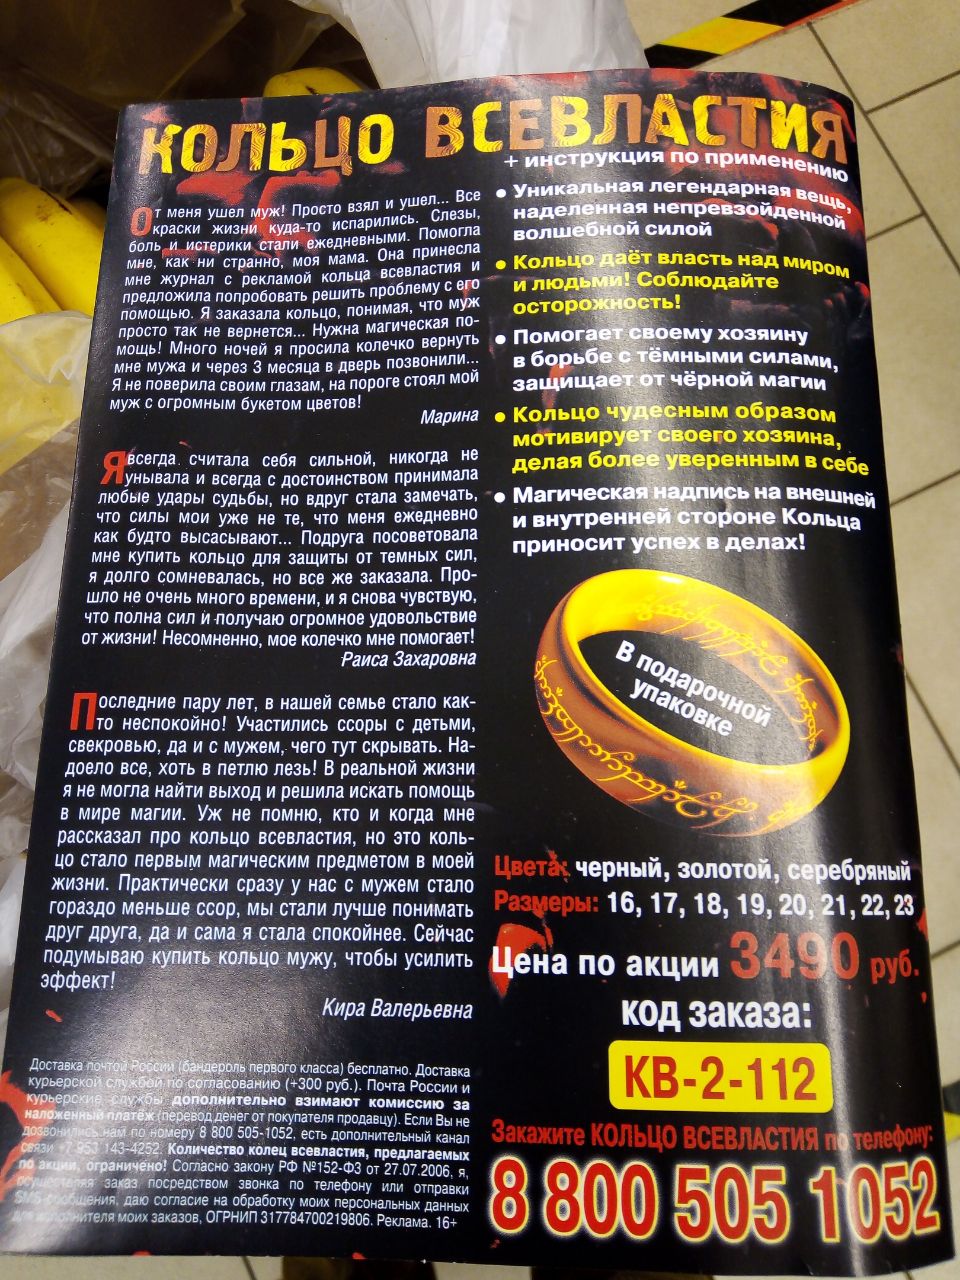 КОЛЬЦО ВСЕВЛАСТИЯ
+ инструкция по применению
От меня ушел муж! Просто взял и ушел... Все
краски жизни куда-то испарились. Слезы,
боль и истерики стали ежедневными. Помогла
мне, как ни странно, моя мама. Она принесла
мне журнал с рекламой кольца всевластия и
предложила попробовать решить проблему с его
помощью. Я заказала кольцо, понимая, что муж
просто так не вернется... Нужна магическая по-
мощь! Много ночей я просила колечко вернуть
мне мужа и через 3 месяца в дверь позвонили...
Я не поверила своим глазам, на пороге стоял мой
муж с огромным букетом цветов!
Марина
Я всегда считала себя сильной, никогда не
унывала и всегда с достоинством принимала
любые удары судьбы, но вдруг стала замечать,
что силы мои уже не те, что меня ежедневно
как будто высасывают... Подруга посоветовала
мне купить кольцо для защиты от темных сил,
я долго сомневалась, но все же заказала. Про-
шло не очень много времени, и я снова чувствую,
что полна сил и получаю огромное удовольствие
от жизни! Несомненно, мое колечко мне помогает!
Раиса Захаровна
Последние пару лет, в нашей семье стало как-
то неспокойно! Участились ссоры с детьми,
свекровью, да и с мужем, чего тут скрывать. На-
доело все, хоть в петлю лезь! В реальной жизни
я не могла найти выход и решила искать помощь
в мире магии. Уж не помню, кто и когда мне
рассказал про кольцо всевластия, но это коль-
цо стало первым магическим предметом в моей
жизни. Практически сразу у нас с мужем стало
гораздо меньше ссор, мы стали лучше понимать
друг друга, да и сама я стала спокойнее. Сейчас
подумываю купить кольцо мужу, чтобы усилить
эффект!
Кира Валерьевна
Доставка почтой России (бандероль первого класса) бесплатно. Доставка
курьерской службой по согласованию (+300 руб.). Почта России и
курьерские службы дополнительно взимают комиссию за
наложенный платёж (перевод денег от покупателя продавцу). Если Вы не
дозвонились нам по номеру 8 800 505-1052, есть дополнительный канал
связи +7 953 143-4252. Количество колец всевластия, предлагаемых
по акции, ограничено! Согласно закону РФ №152-ФЗ от 27.07.2006, я,
осуществляя заказ посредством звонка по телефону или отправки
SMS-сообщения, даю согласие на обработку моих персональных данных
для исполнителя моих заказов, ОГРНИП 317784700219806. Реклама. 16+
• Уникальная легендарная вещь,
наделенная непревзойденной
волшебной силой
• Кольцо даёт власть над миром
и людьми! Соблюдайте
осторожность!
• Помогает своему хозяину
в борьбе с тёмными силами,
защищает от чёрной магии
• Кольцо чудесным образом
мотивирует своего хозяина,
делая более уверенным в себе
• Магическая надпись на внешней
и внутренней стороне Кольца
приносит успех в делах!
В подарочной
упаковке
Цвета: черный, золотой, серебряный
Размеры: 16, 17, 18, 19, 20, 21, 22, 23
Цена по акции 3490 руб.
код заказа:
КВ-2-112
Закажите КОЛЬЦО ВСЕВЛАСТИЯ по телефону:
8 800 505 1052